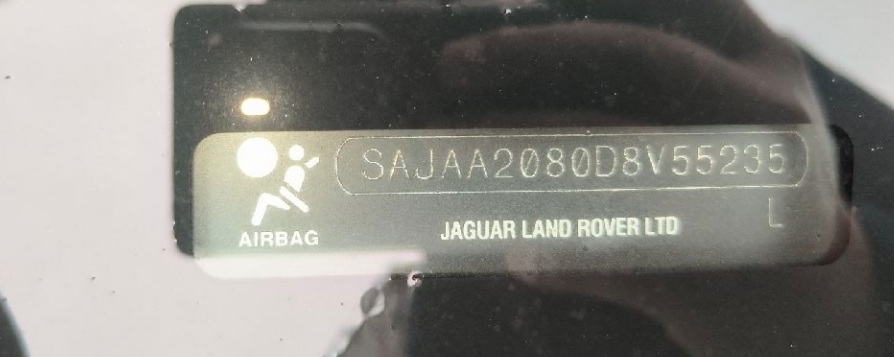 SAJAA2080D8V55235
L
AIRBAG
JAGUAR LAND ROVER LTD